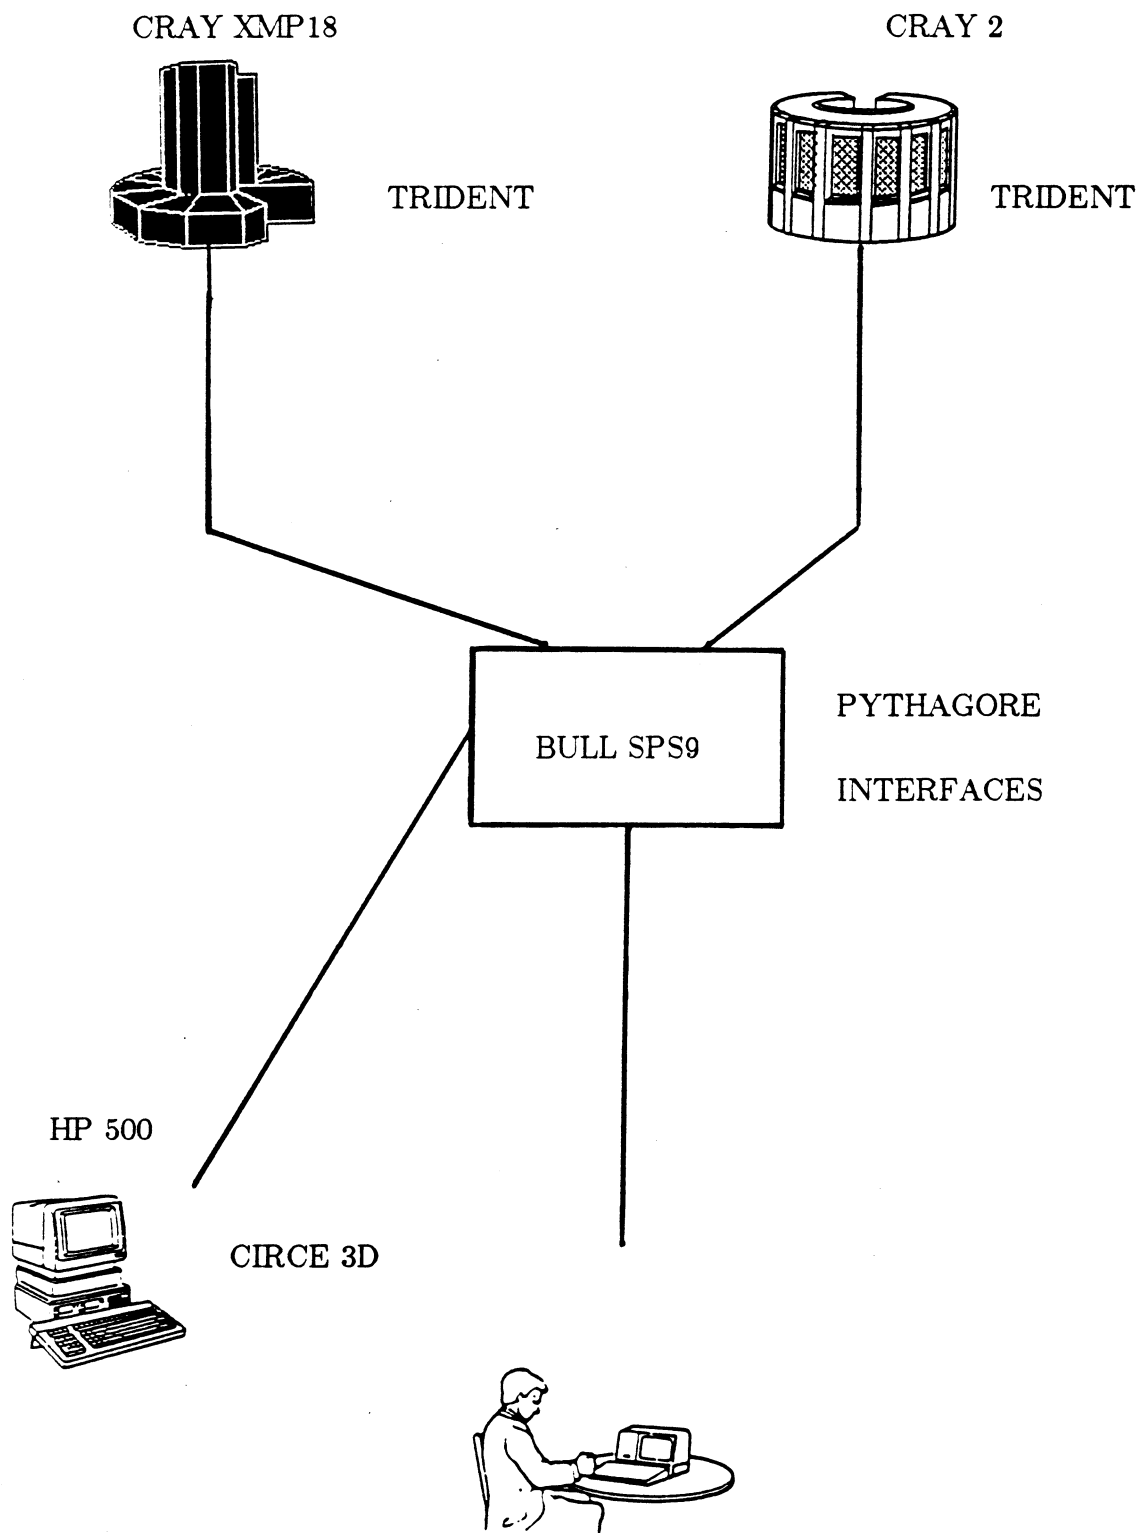 CRAY XMP18
CRAY 2
TRIDENT
TRIDENT
PYTHAGORE
BULL SPS9
INTERFACES
HP 500
CIRCE 3D